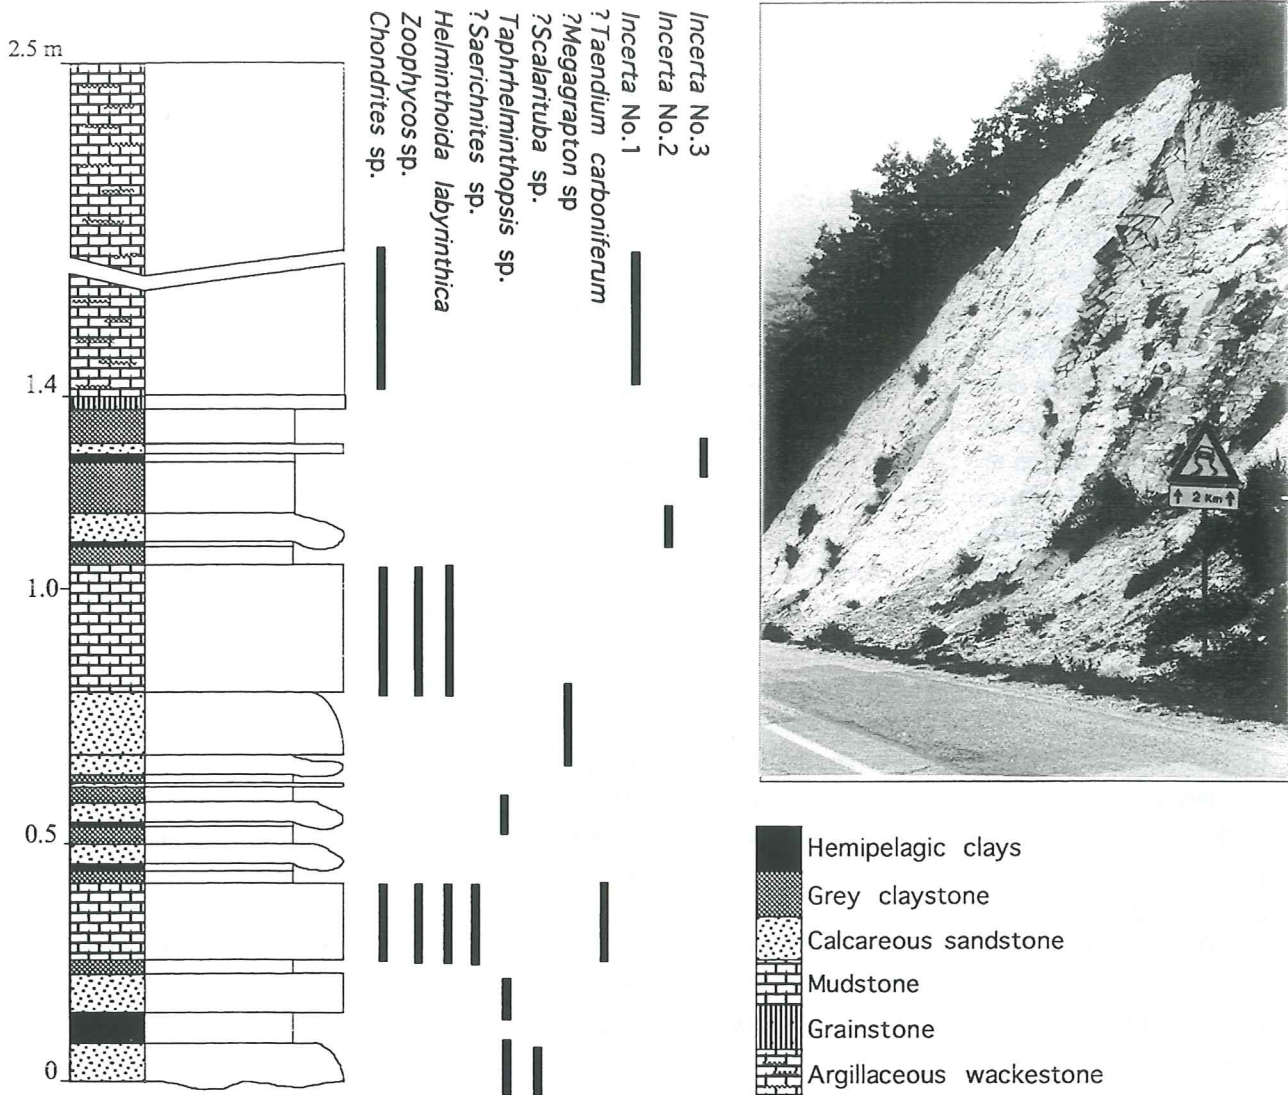 2.5 m
1.4
1.0
0.5
0
Chondrites sp.
Zoophycos sp.
Helminthoida labyrinthica
?Saerichnites sp.
Taphrhelminthopsis sp.
?Scalarituba sp.
?Megagrapton sp
?Taendium carboniferum
Incerta No.1
Incerta No.2
Incerta No.3
2 Km
Hemipelagic clays
Grey claystone
Calcareous sandstone
Mudstone
Grainstone
Argillaceous wackestone